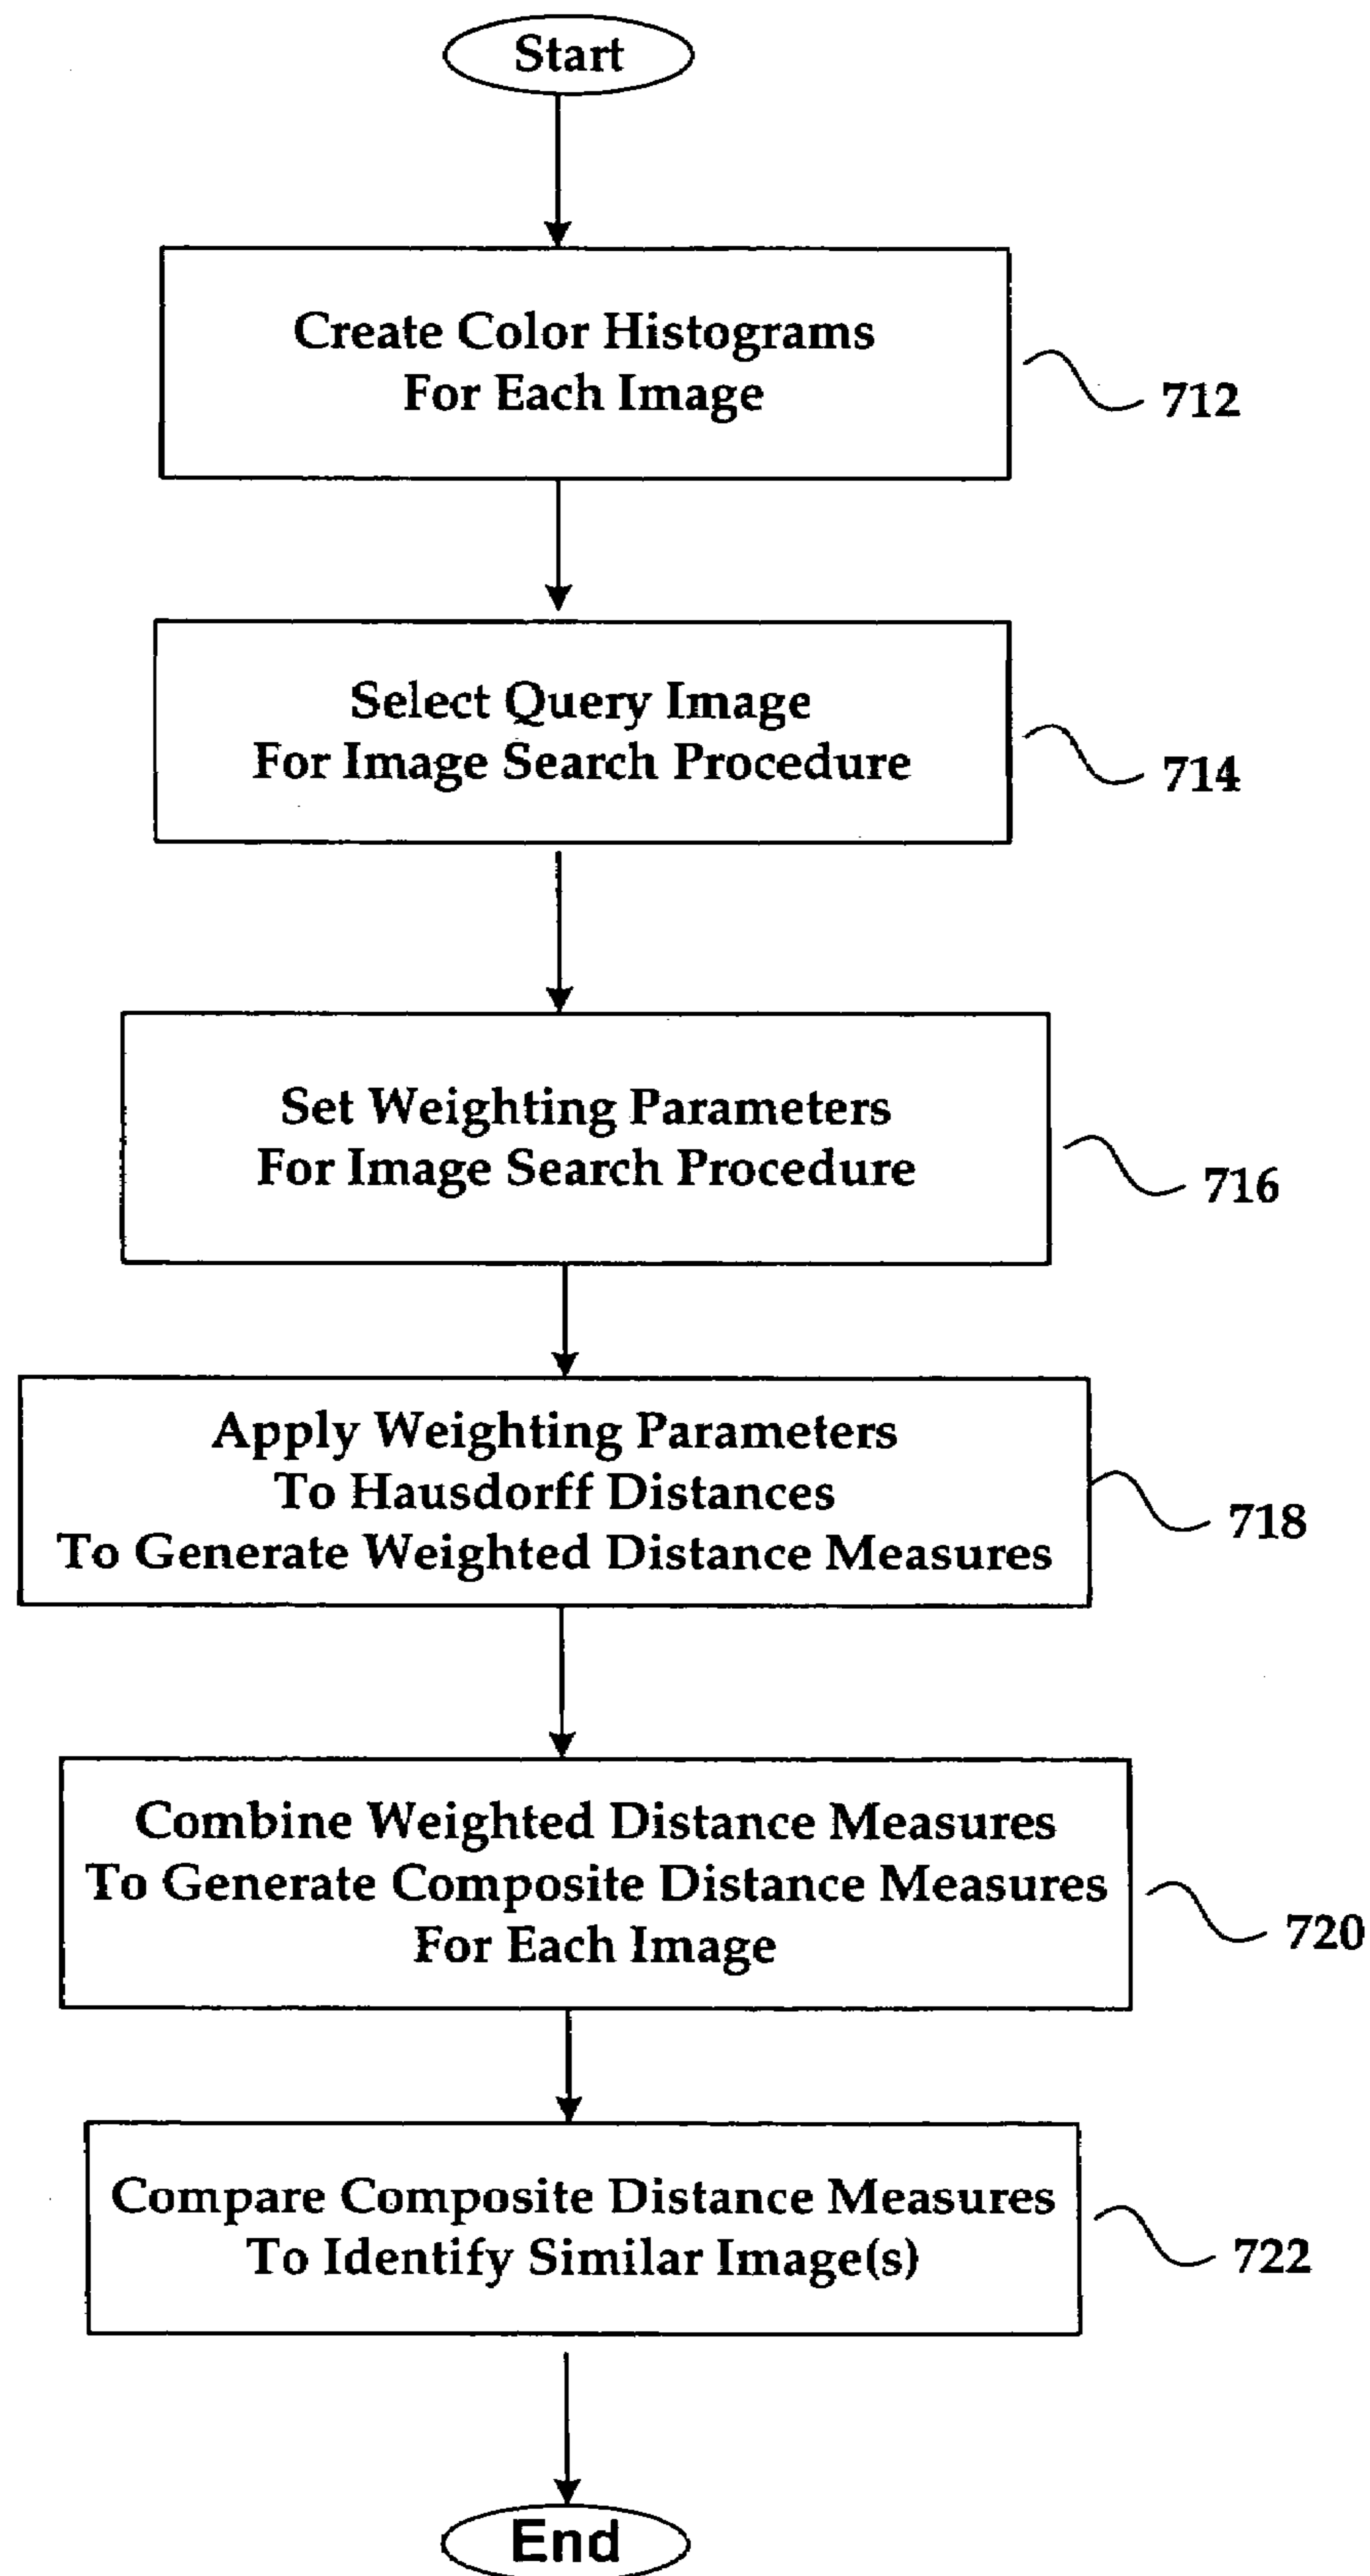 Start
Create Color Histograms
For Each Image
712
Select Query Image
For Image Search Procedure
714
Set Weighting Parameters
For Image Search Procedure
716
Apply Weighting Parameters
To Hausdorff Distances
To Generate Weighted Distance Measures
718
Combine Weighted Distance Measures
To Generate Composite Distance Measures
For Each Image
720
Compare Composite Distance Measures
To Identify Similar Image(s)
722
End